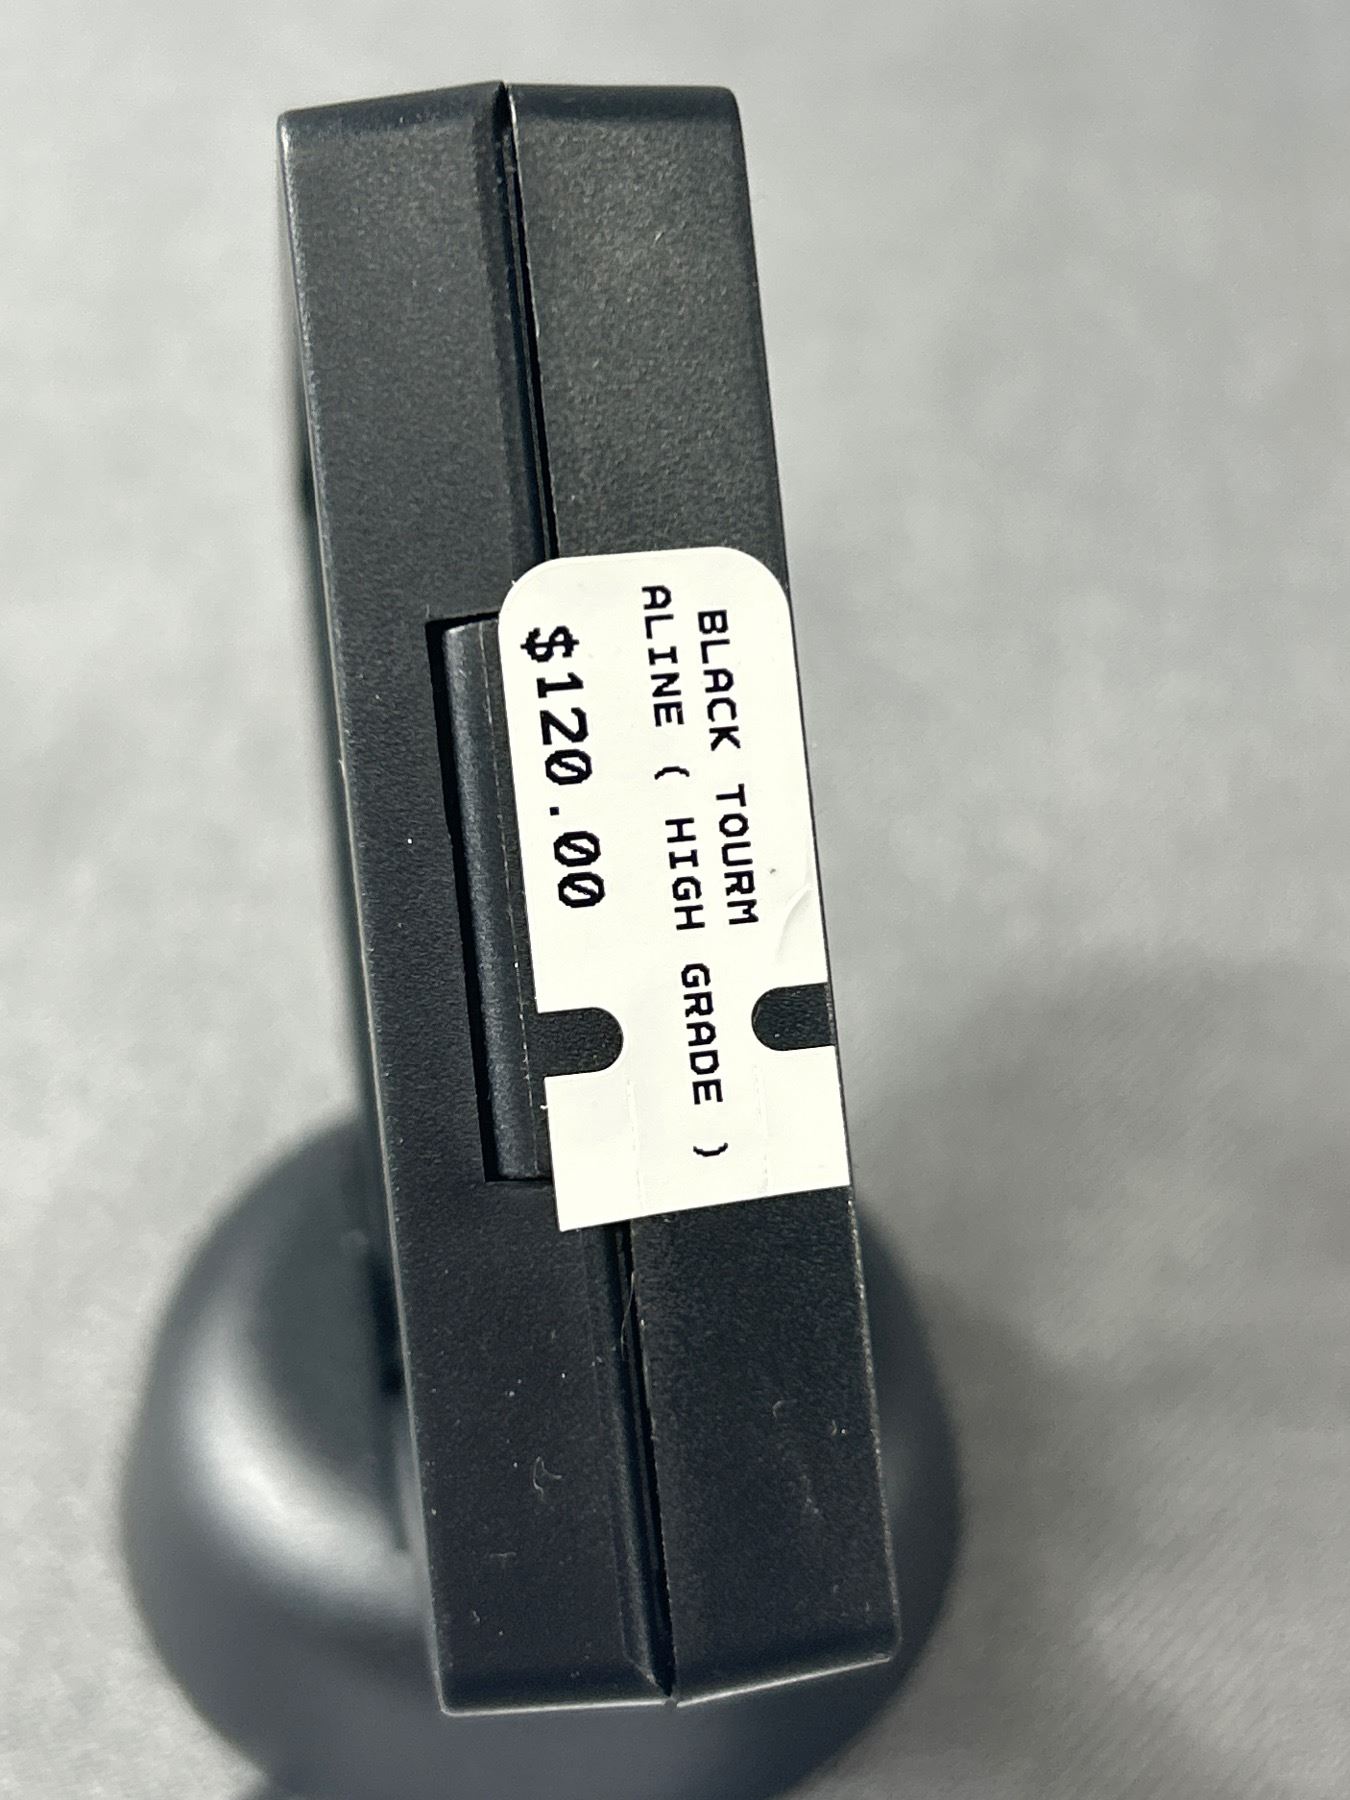 BLACK TOURM
ALINE ( HIGH GRADE )
$120.00